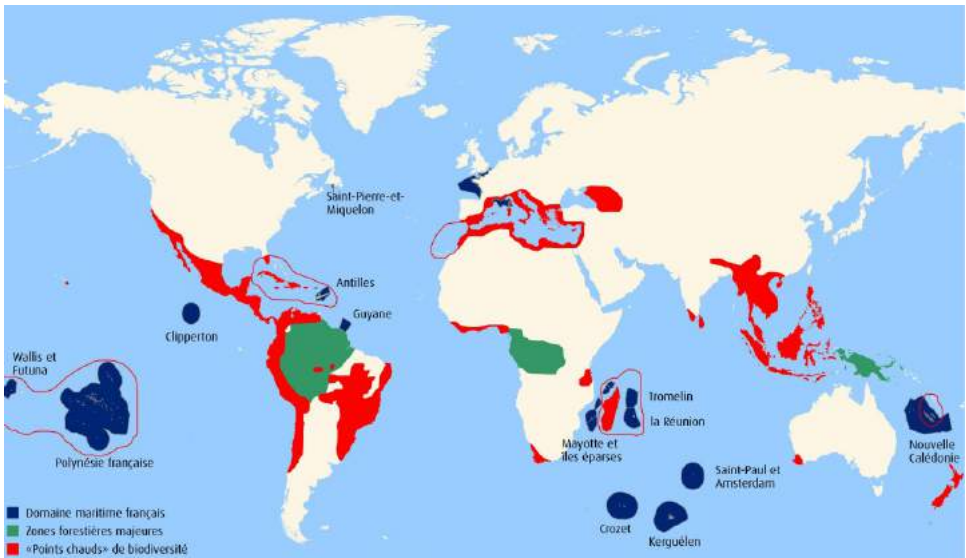 Saint-Pierre-et-
Miquelon
Antilles
Guyane
Clipperton
Wallis et
Futuna
Polynésie française
Tromelin
la Réunion
Mayotte et
îles éparses
Nouvelle
Calédonie
Saint-Paul et
Amsterdam
Crozet
Kerguélen
Domaine maritime français
Zones forestières majeures
«Points chauds» de biodiversité